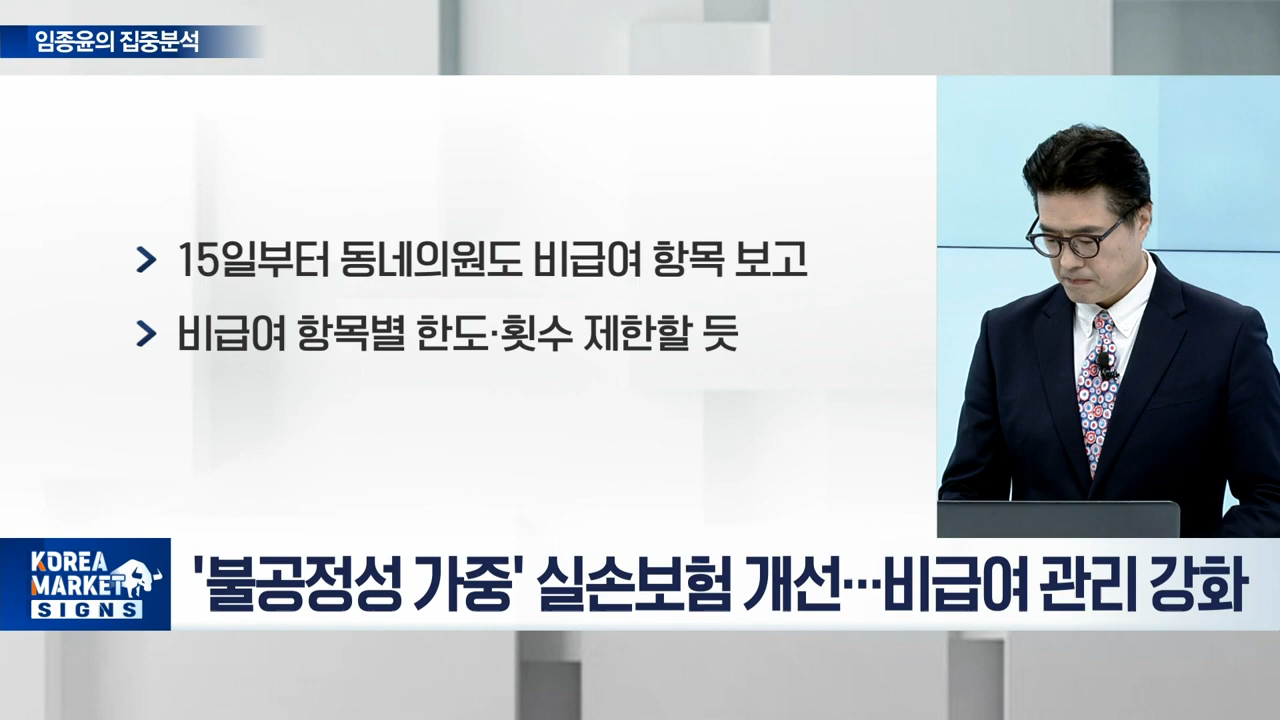 임종윤의 집중분석
15일부터 동네의원도 비급여 항목 보고
비급여 항목별 한도·횟수 제한할 듯
KOREA
MARKET
SIGNS
'불공정성 가중' 실손보험 개선…비급여 관리 강화